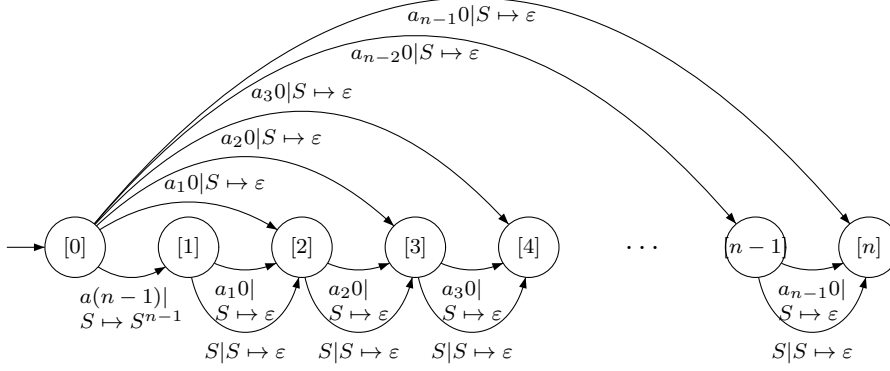 a_{n−1}0|S ↦ ε
a_{n−2}0|S ↦ ε
a_30|S ↦ ε
a_20|S ↦ ε
a_10|S ↦ ε
[0] [1] [2] [3] [4] ··· [n − 1] [n]
a(n − 1)| a_10| a_20| a_30| a_{n−1}0|
S ↦ S^{n−1} S ↦ ε S ↦ ε S ↦ ε S ↦ ε
S|S ↦ ε S|S ↦ ε S|S ↦ ε S|S ↦ ε